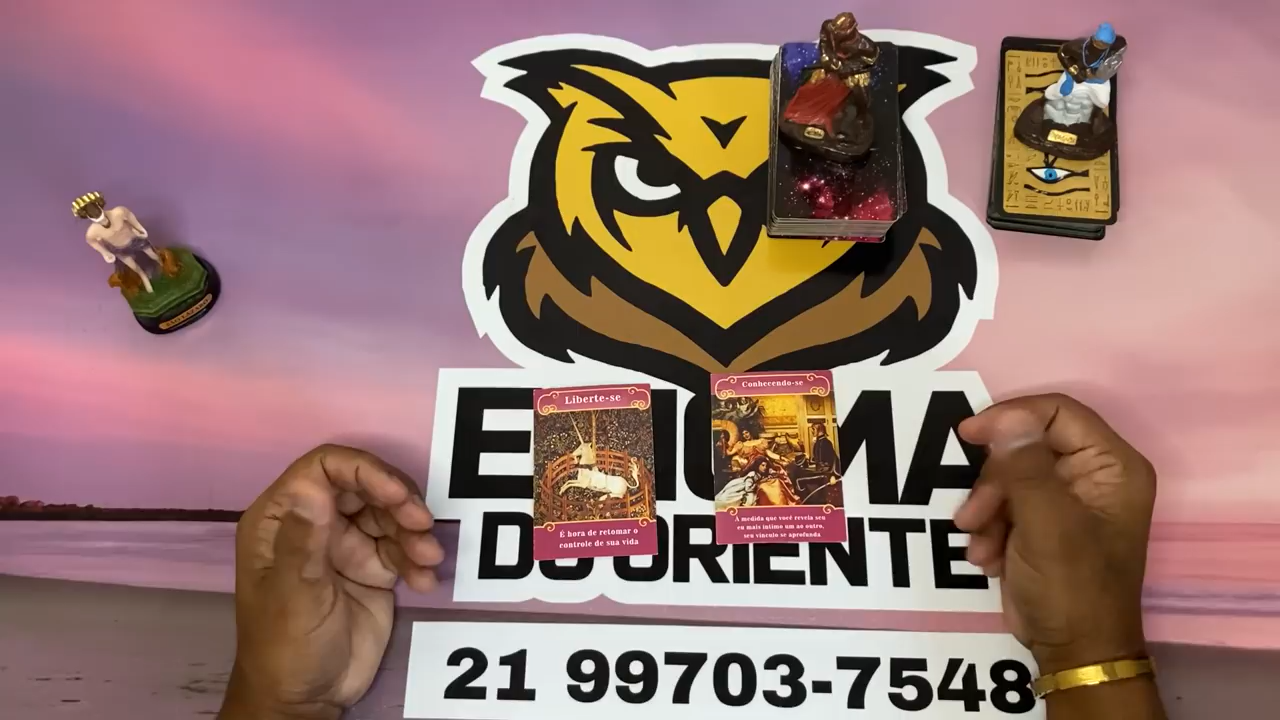 Liberte-se
É hora de retomar o
controle de sua vida
Conhecendo-se
À medida que você revela seu
eu mais íntimo um ao outro,
seu vínculo se aprofunda
ENIGMA
DO ORIENTE
21 99703-7548